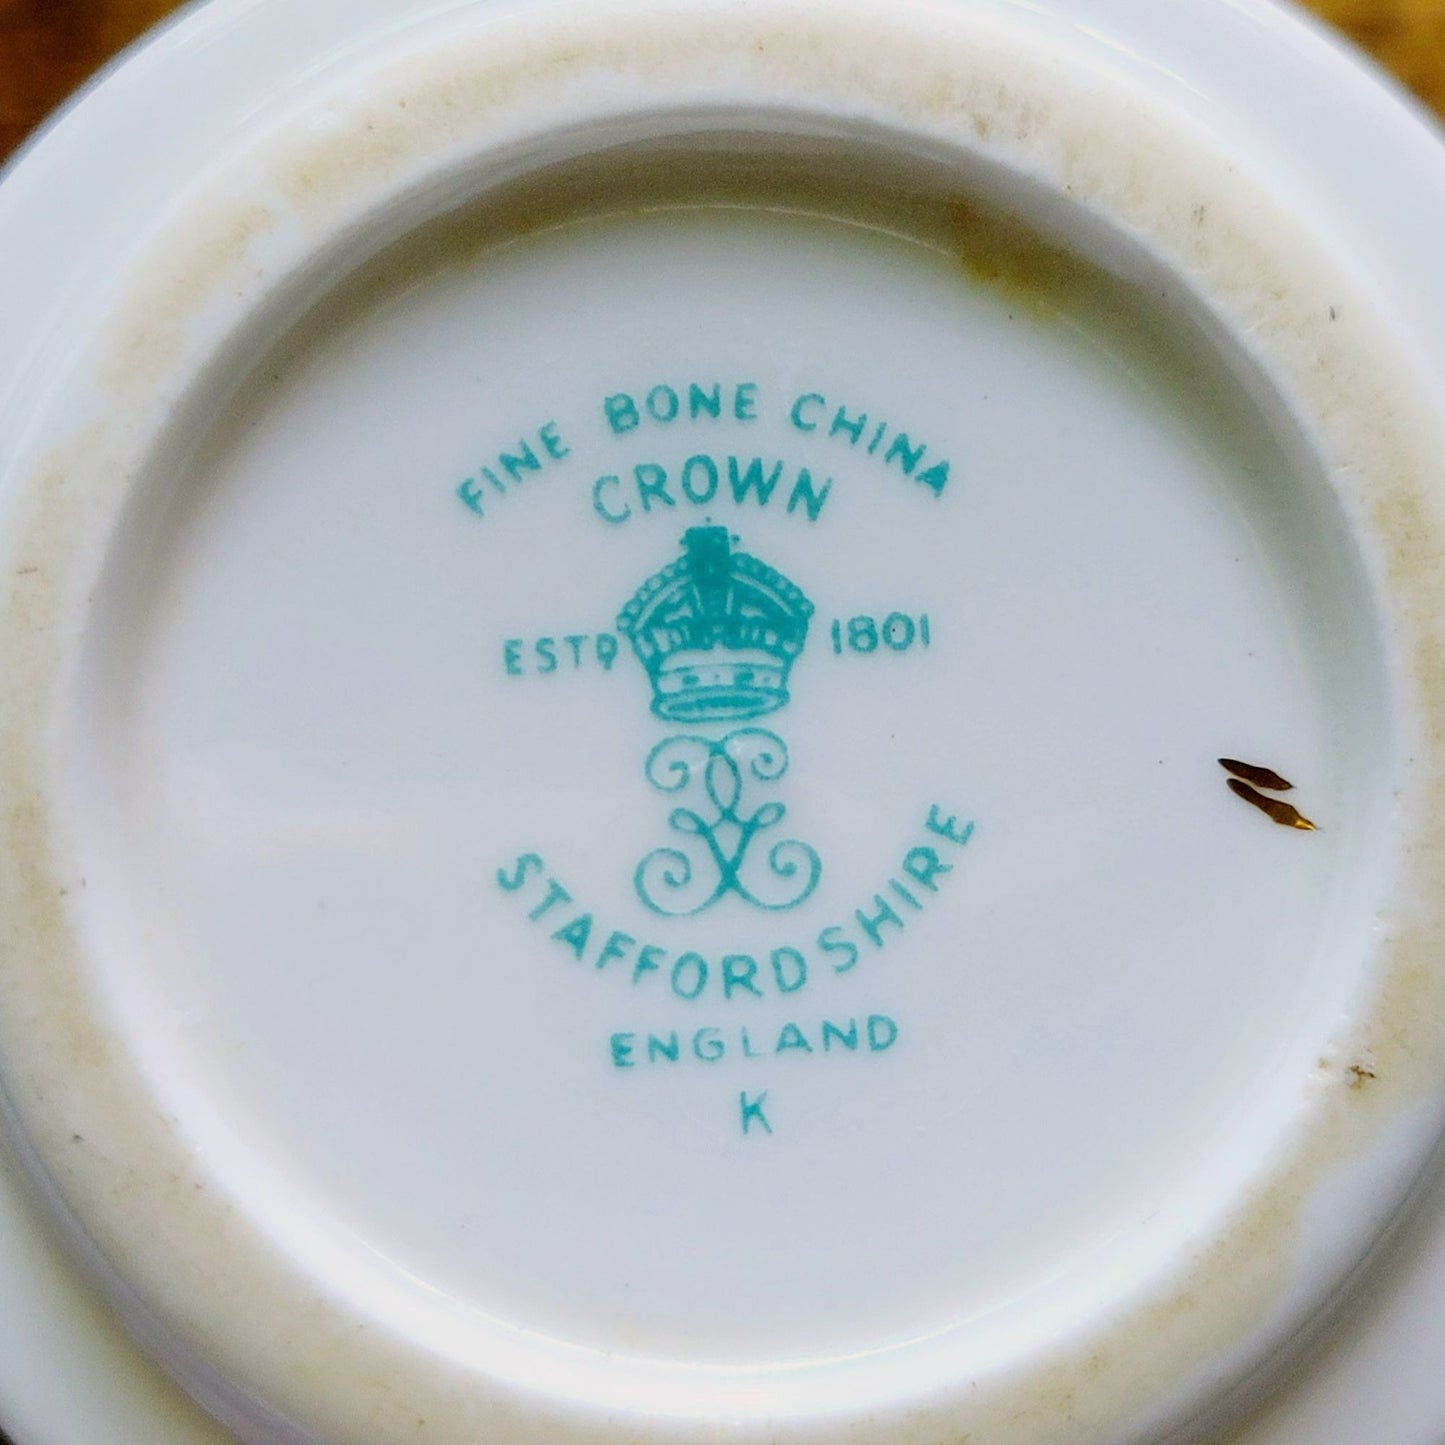 FINE BONE CHINA
CROWN
ESTD 1801
STAFFORDSHIRE
ENGLAND
K